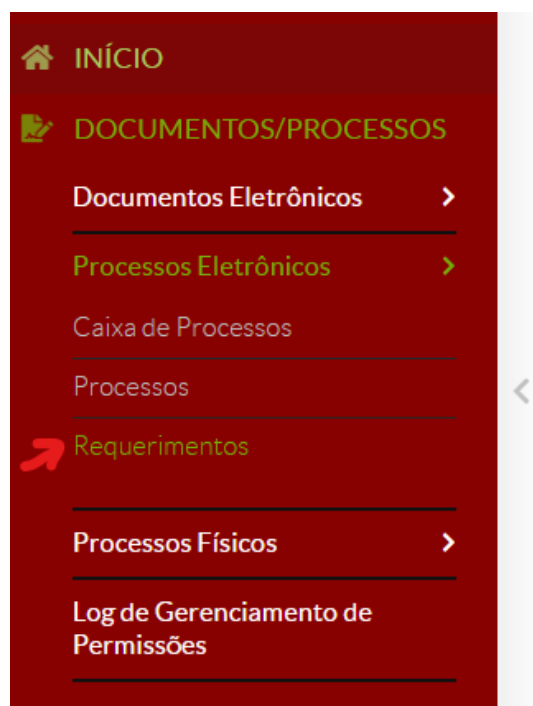 INÍCIO
DOCUMENTOS/PROCESSOS
Documentos Eletrônicos
Processos Eletrônicos
Caixa de Processos
Processos
Requerimentos
Processos Físicos
Log de Gerenciamento de
Permissões